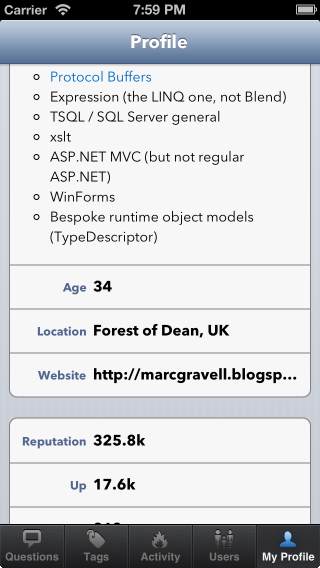 Carrier 7:59 PM
Profile
Protocol Buffers
Expression (the LINQ one, not Blend)
TSQL / SQL Server general
xslt
ASP.NET MVC (but not regular
ASP.NET)
WinForms
Bespoke runtime object models
(TypeDescriptor)
Age 34
Location Forest of Dean, UK
Website http://marcgravell.blogsp...
Reputation 325.8k
Up 17.6k
Questions Tags Activity Users My Profile